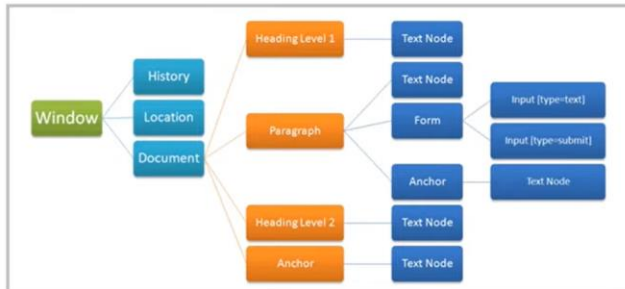 Window
History
Location
Document
Heading Level 1
Paragraph
Heading Level 2
Anchor
Text Node
Text Node
Form
Anchor
Text Node
Text Node
Input [type=text]
Input [type=submit]
Text Node